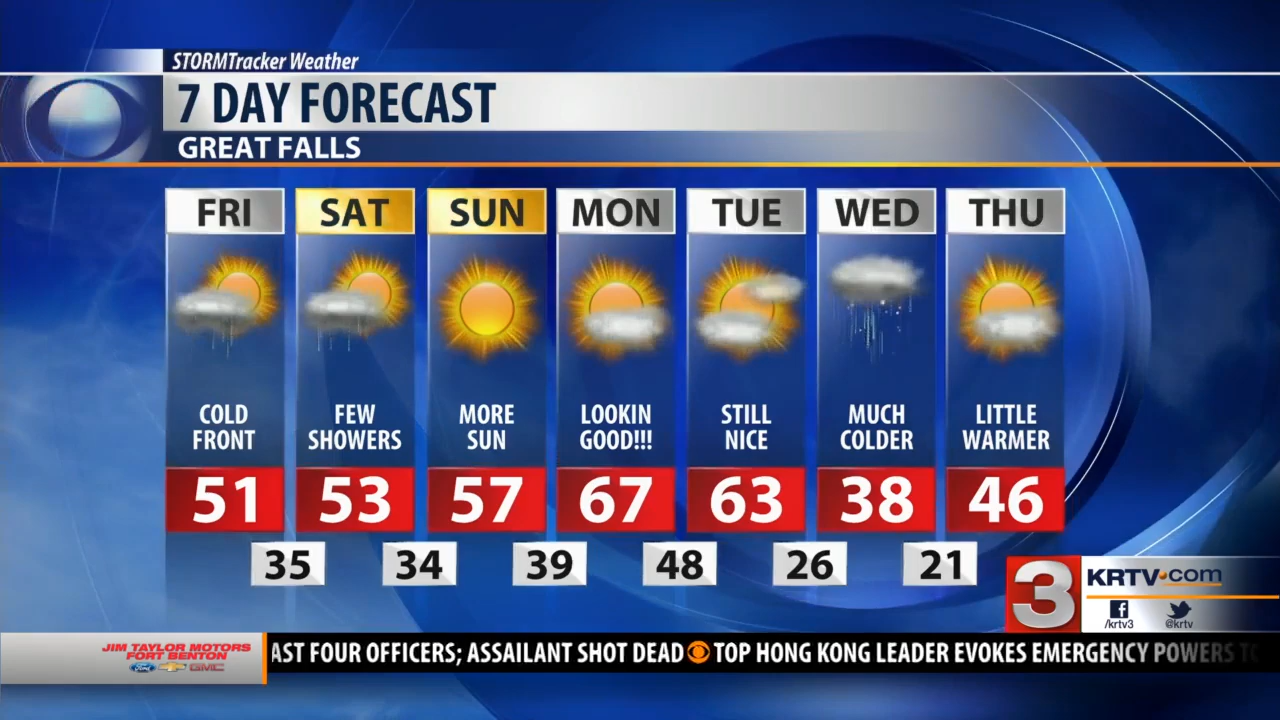 STORMTracker Weather
7 DAY FORECAST
GREAT FALLS
FRI SAT SUN MON TUE WED THU
COLD FRONT
FEW SHOWERS
MORE SUN
LOOKIN GOOD!!!
STILL NICE
MUCH COLDER
LITTLE WARMER
51 53 57 67 63 38 46
35 34 39 48 26 21
3
KRTV.com
/krtv3 @krtv
JIM TAYLOR MOTORS
FORT BENTON
Ford GMC
AST FOUR OFFICERS; ASSAILANT SHOT DEAD TOP HONG KONG LEADER EVOKES EMERGENCY POWERS TO